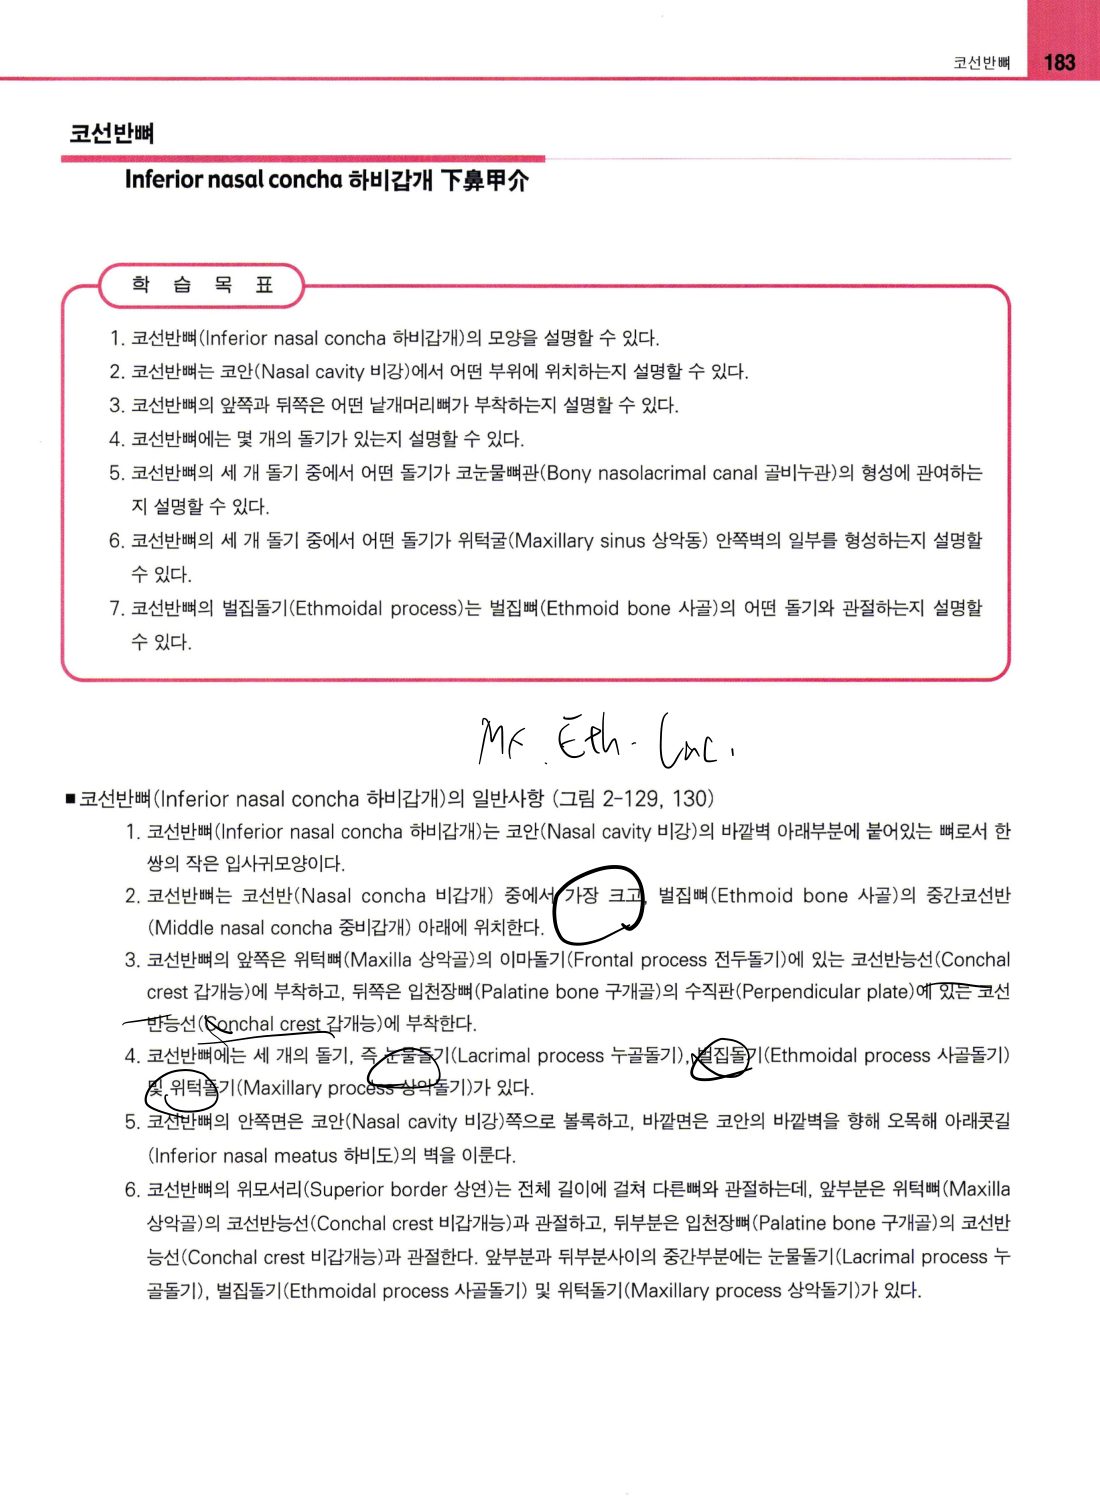 코선반뼈 183
코선반뼈
Inferior nasal concha 하비갑개 下鼻甲介
학 습 목 표
1. 코선반뼈(Inferior nasal concha 하비갑개)의 모양을 설명할 수 있다.
2. 코선반뼈는 코안(Nasal cavity 비강)에서 어떤 부위에 위치하는지 설명할 수 있다.
3. 코선반뼈의 앞쪽과 뒤쪽은 어떤 낱개머리뼈가 부착하는지 설명할 수 있다.
4. 코선반뼈에는 몇 개의 돌기가 있는지 설명할 수 있다.
5. 코선반뼈의 세 개 돌기 중에서 어떤 돌기가 코눈물뼈관(Bony nasolacrimal canal 골비누관)의 형성에 관여하는
지 설명할 수 있다.
6. 코선반뼈의 세 개 돌기 중에서 어떤 돌기가 위턱굴(Maxillary sinus 상악동) 안쪽벽의 일부를 형성하는지 설명할
수 있다.
7. 코선반뼈의 벌집돌기(Ethmoidal process)는 벌집뼈(Ethmoid bone 사골)의 어떤 돌기와 관절하는지 설명할
수 있다.
Eth. Lac.
■ 코선반뼈(Inferior nasal concha 하비갑개)의 일반사항 (그림 2-129, 130)
1. 코선반뼈(Inferior nasal concha 하비갑개)는 코안(Nasal cavity 비강)의 바깥벽 아래부분에 붙어있는 뼈로서 한
쌍의 작은 입사귀모양이다.
2. 코선반뼈는 코선반(Nasal concha 비갑개) 중에서 가장 크고, 벌집뼈(Ethmoid bone 사골)의 중간코선반
(Middle nasal concha 중비갑개) 아래에 위치한다.
3. 코선반뼈의 앞쪽은 위턱뼈(Maxilla 상악골)의 이마돌기(Frontal process 전두돌기)에 있는 코선반능선(Conchal
crest 갑개능)에 부착하고, 뒤쪽은 입천장뼈(Palatine bone 구개골)의 수직판(Perpendicular plate)에 있는 코선
반능선(Conchal crest 갑개능)에 부착한다.
4. 코선반뼈에는 세 개의 돌기, 즉 눈물돌기(Lacrimal process 누골돌기), 벌집돌기(Ethmoidal process 사골돌기)
및 위턱돌기(Maxillary process 상악돌기)가 있다.
5. 코선반뼈의 안쪽면은 코안(Nasal cavity 비강)쪽으로 볼록하고, 바깥면은 코안의 바깥벽을 향해 오목해 아래콧길
(Inferior nasal meatus 하비도)의 벽을 이룬다.
6. 코선반뼈의 위모서리(Superior border 상연)는 전체 길이에 걸쳐 다른뼈와 관절하는데, 앞부분은 위턱뼈(Maxilla
상악골)의 코선반능선(Conchal crest 비갑개능)과 관절하고, 뒤부분은 입천장뼈(Palatine bone 구개골)의 코선반
능선(Conchal crest 비갑개능)과 관절한다. 앞부분과 뒤부분사이의 중간부분에는 눈물돌기(Lacrimal process 누
골돌기), 벌집돌기(Ethmoidal process 사골돌기) 및 위턱돌기(Maxillary process 상악돌기)가 있다.